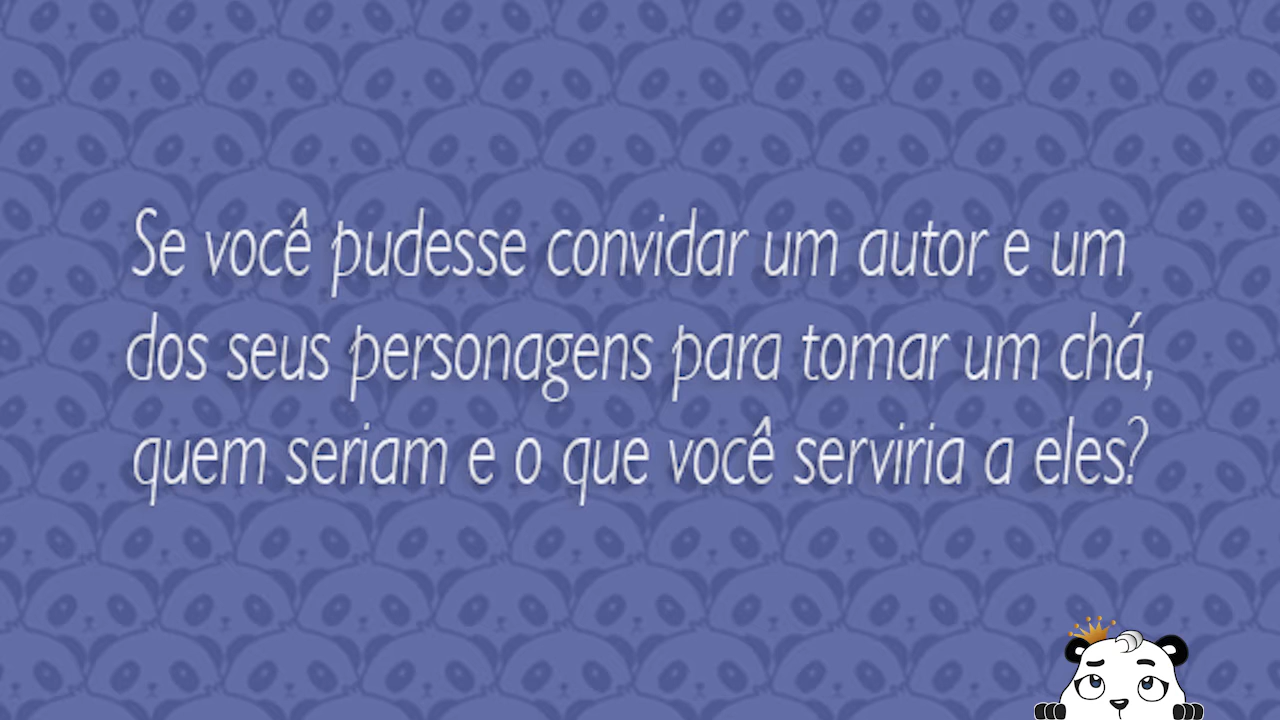 Se você pudesse convidar um autor e um
dos seus personagens para tomar um chá,
quem seriam e o que você serviria a eles?